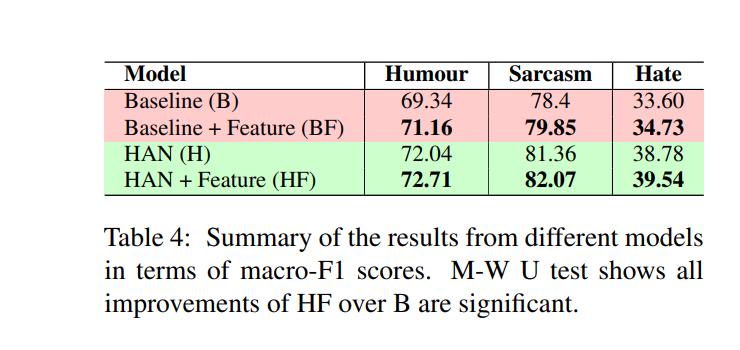 Model Humour Sarcasm Hate
Baseline (B) 69.34 78.4 33.60
Baseline + Feature (BF) 71.16 79.85 34.73
HAN (H) 72.04 81.36 38.78
HAN + Feature (HF) 72.71 82.07 39.54
Table 4: Summary of the results from different models
in terms of macro-F1 scores. M-W U test shows all
improvements of HF over B are significant.